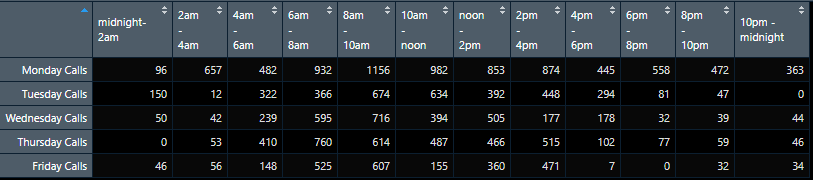 midnight-2am 2am - 4am 4am - 6am 6am - 8am 8am - 10am 10am - noon noon - 2pm 2pm - 4pm 4pm - 6pm 6pm - 8pm 8pm - 10pm 10pm - midnight
Monday Calls 96 657 482 932 1156 982 853 874 445 558 472 363
Tuesday Calls 150 12 322 366 674 634 392 448 294 81 47 0
Wednesday Calls 50 42 239 595 716 394 505 177 178 32 39 44
Thursday Calls 0 53 410 760 614 487 466 515 102 77 59 46
Friday Calls 46 56 148 525 607 155 360 471 7 0 32 34